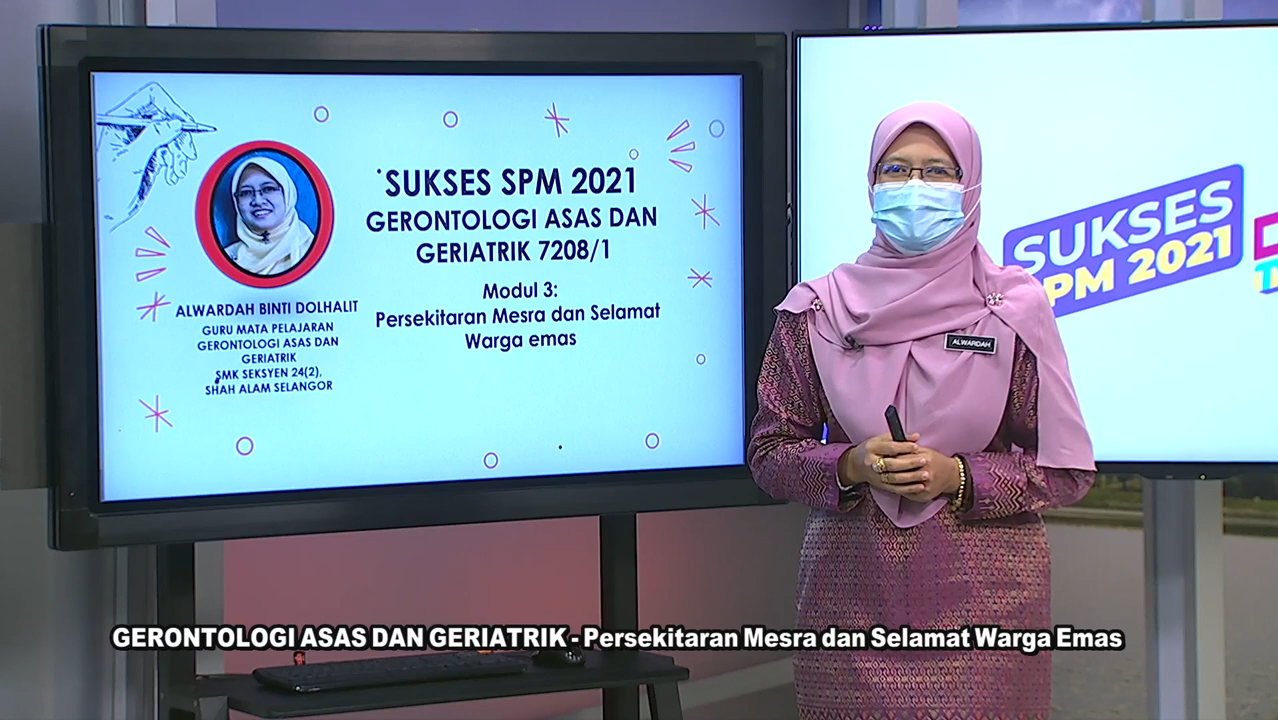 SUKSES SPM 2021
GERONTOLOGI ASAS DAN
GERIATRIK 7208/1
Modul 3:
Persekitaran Mesra dan Selamat
Warga emas
ALWARDAH BINTI DOLHALIT
GURU MATA PELAJARAN
GERONTOLOGI ASAS DAN
GERIATRIK
SMK SEKSYEN 24(2),
SHAH ALAM SELANGOR
SUKSES
SPM 2021
ALWARDAH
GERONTOLOGI ASAS DAN GERIATRIK - Persekitaran Mesra dan Selamat Warga Emas